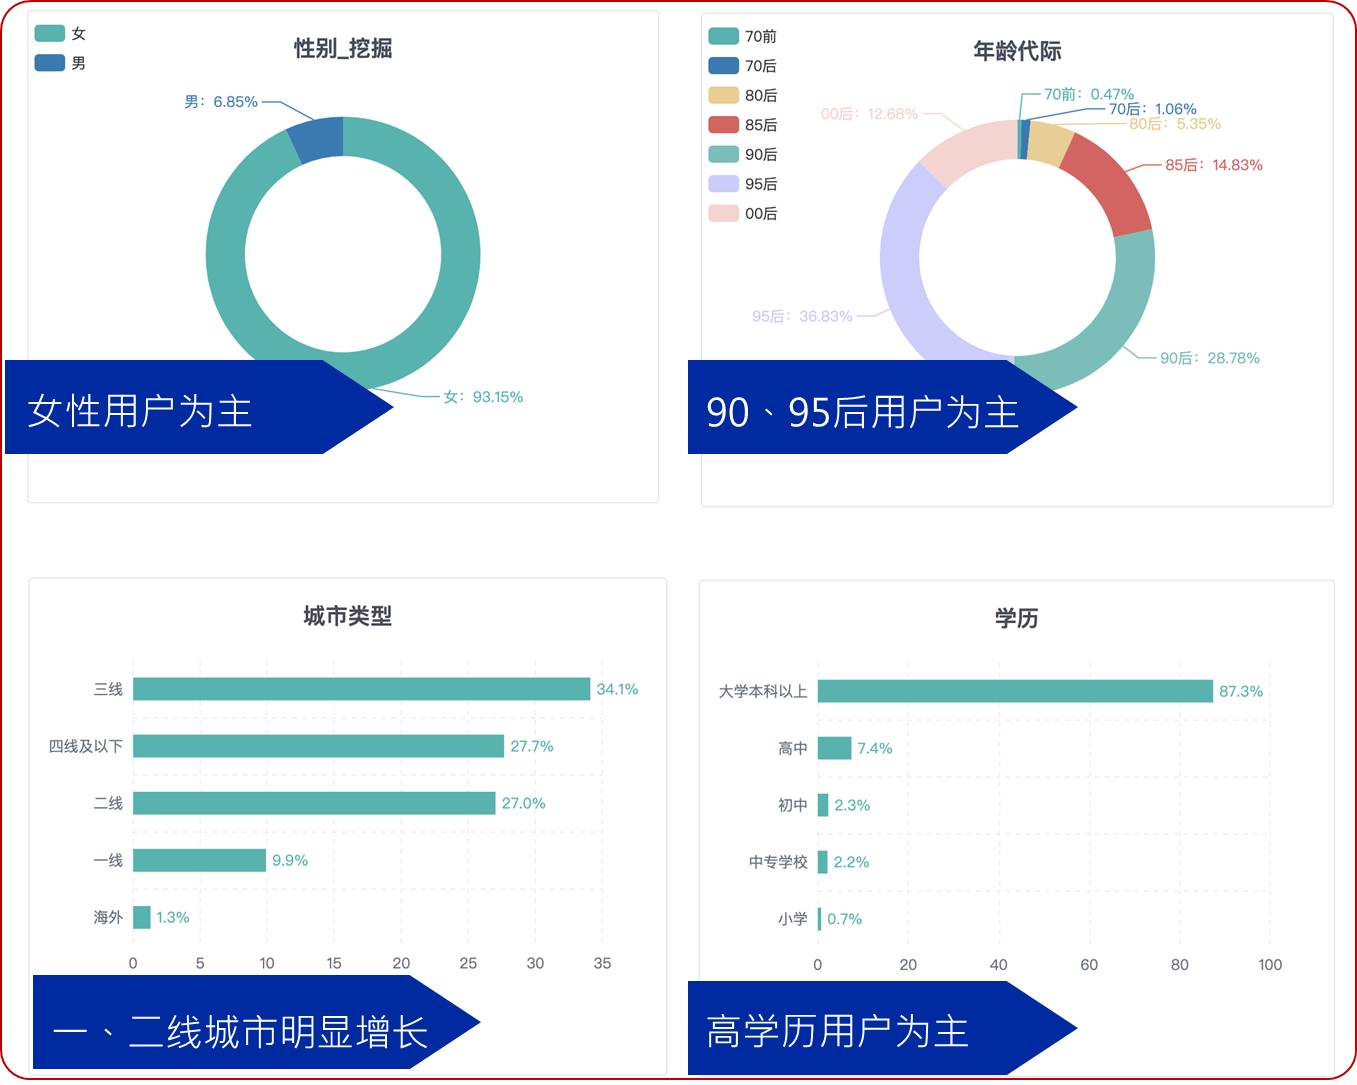 女
男
性别_挖掘
男：6.85%
女：93.15%
女性用户为主
70前
70后
80后
85后
90后
95后
00后
年龄代际
70前：0.47%
70后：1.06%
80后：5.35%
00后：12.68%
85后：14.83%
95后：36.83%
90后：28.78%
90、95后用户为主
城市类型
三线 34.1%
四线及以下 27.7%
二线 27.0%
一线 9.9%
海外 1.3%
0 5 10 15 20 25 30 35
一、二线城市明显增长
学历
大学本科以上 87.3%
高中 7.4%
初中 2.3%
中专学校 2.2%
小学 0.7%
0 20 40 60 80 100
高学历用户为主